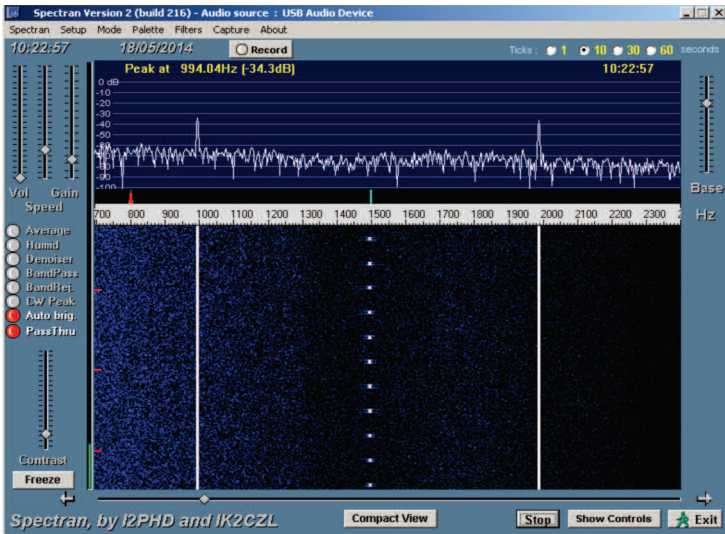 Spectran Version 2 (build 216) - Audio source : USB Audio Device
Spectran Setup Mode Palette Filters Capture About
10:22:57 18/05/2014 Record Ticks : 1 10 30 60 seconds
Peak at 994.04Hz (-34.3dB) 10:22:57
0 dB
-10
-20
-30
-40
-50
-60
-70
-80
-90
-100
Vol Gain
Speed
Base
700 800 900 1000 1100 1200 1300 1400 1500 1600 1700 1800 1900 2000 2100 2200 2300 2
Hz
Average
Humid
Denoiser
BandPass
BandRej.
CW Peak
Auto brig.
PassThru
Contrast
Freeze
Spectran, by I2PHD and IK2CZL Compact View Stop Show Controls Exit